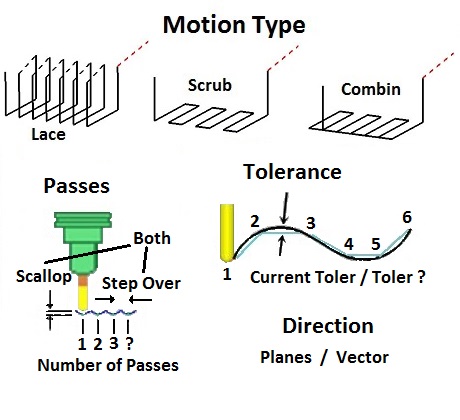 Motion Type
Lace
Scrub
Combin
Passes
Both
Scallop
Step Over
1 2 3 ?
Number of Passes
Tolerance
1 2 3 4 5 6
Current Toler / Toler ?
Direction
Planes / Vector